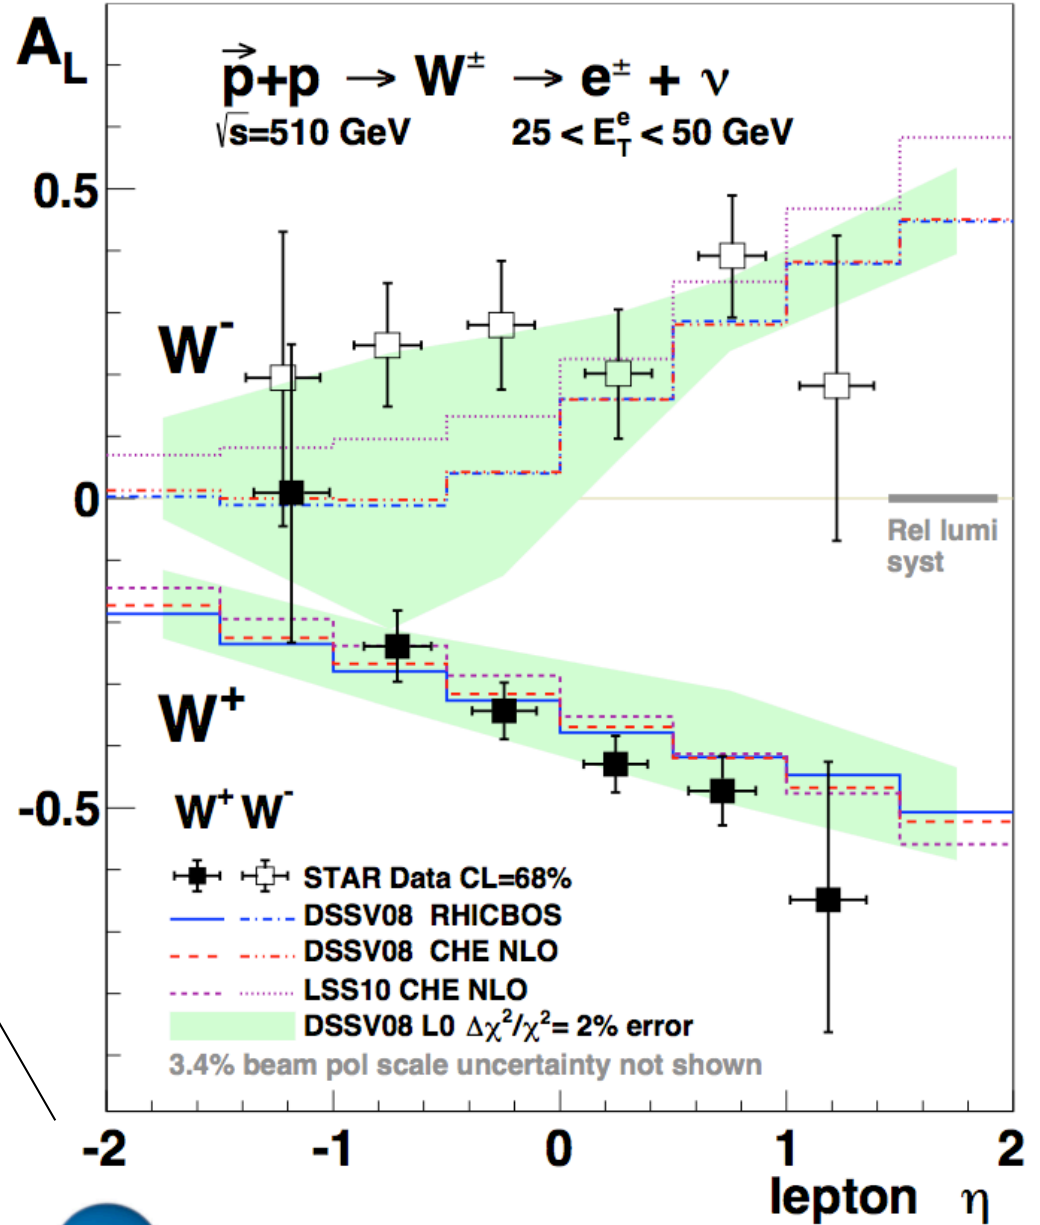 A_L
p⃗+p → W± → e± + ν
√s=510 GeV 25 < E_T^e < 50 GeV
0.5
W-
0
Rel lumi
syst
W+
-0.5
W+ W-
STAR Data CL=68%
DSSV08 RHICBOS
DSSV08 CHE NLO
LSS10 CHE NLO
DSSV08 L0 Δχ²/χ²= 2% error
3.4% beam pol scale uncertainty not shown
-2 -1 0 1 2
lepton η